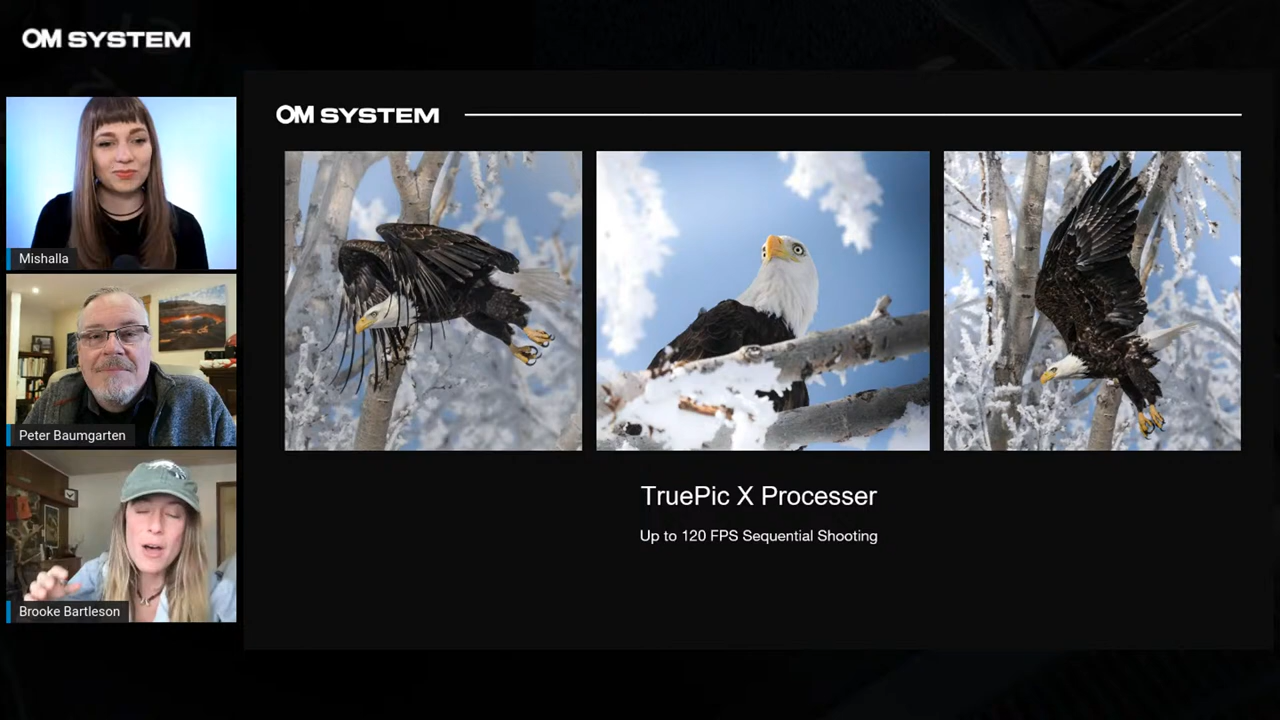 OM SYSTEM
OM SYSTEM
Mishalla
Peter Baumgarten
Brooke Bartleson
TruePic X Processer
Up to 120 FPS Sequential Shooting